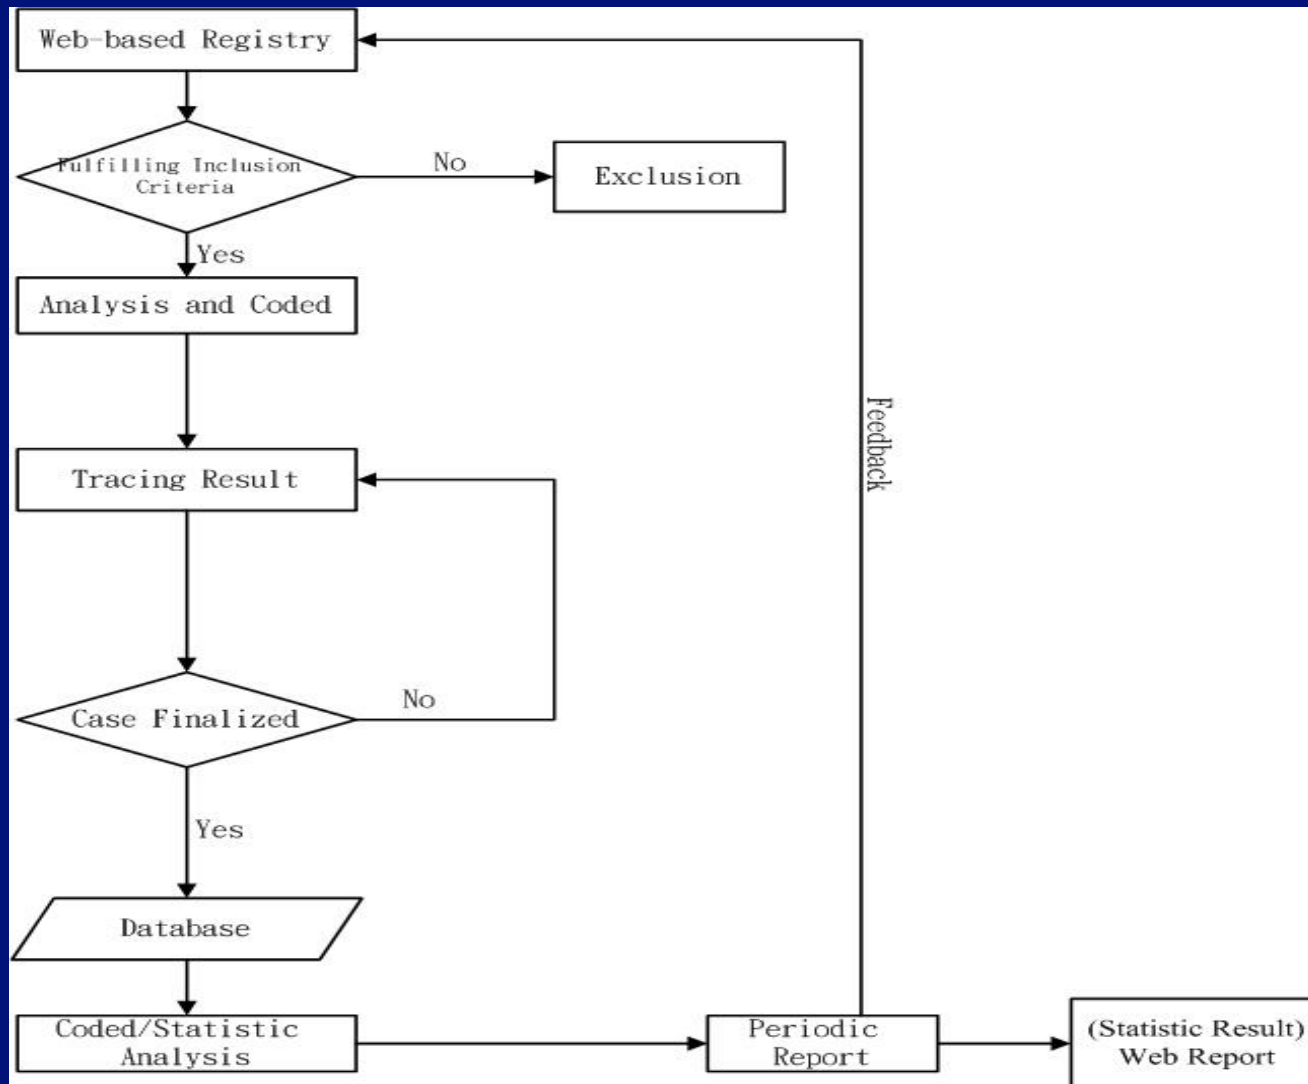 Web-based Registry
Fulfilling Inclusion
Criteria
No
Exclusion
Yes
Analysis and Coded
Feedback
Tracing Result
Case Finalized
No
Yes
Database
Coded/Statistic
Analysis
Periodic
Report
(Statistic Result)
Web Report